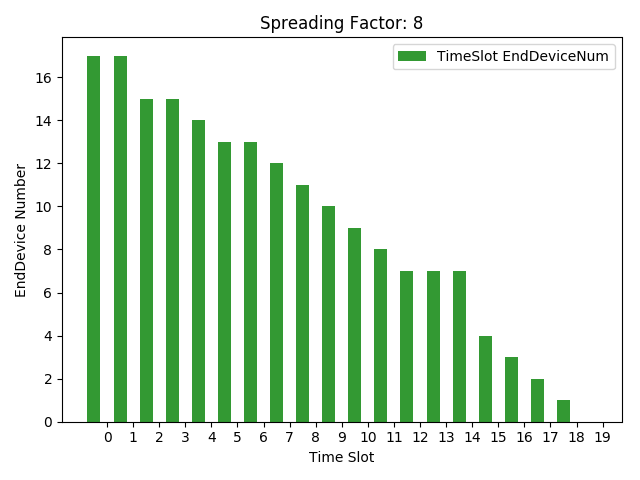 Spreading Factor: 8
TimeSlot EndDeviceNum
EndDevice Number
16
14
12
10
8
6
4
2
0
0 1 2 3 4 5 6 7 8 9 10 11 12 13 14 15 16 17 18 19
Time Slot